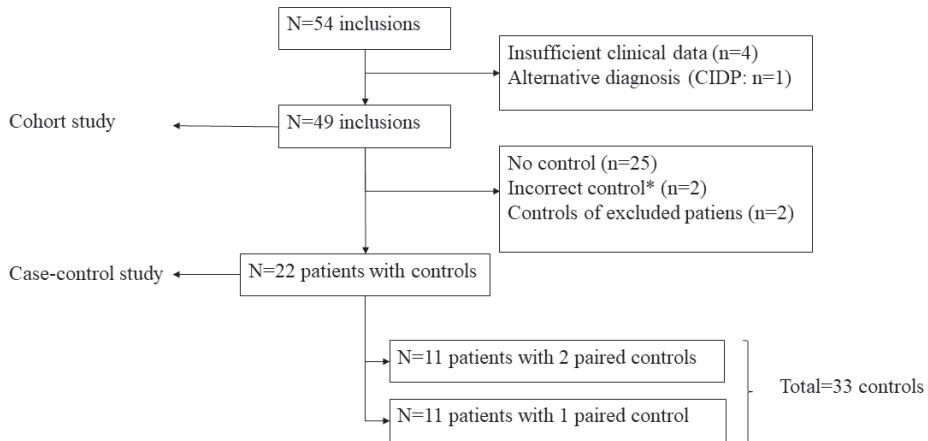 N=54 inclusions
Insufficient clinical data (n=4)
Alternative diagnosis (CIDP: n=1)
Cohort study
N=49 inclusions
No control (n=25)
Incorrect control* (n=2)
Controls of excluded patiens (n=2)
Case-control study
N=22 patients with controls
N=11 patients with 2 paired controls
Total=33 controls
N=11 patients with 1 paired control